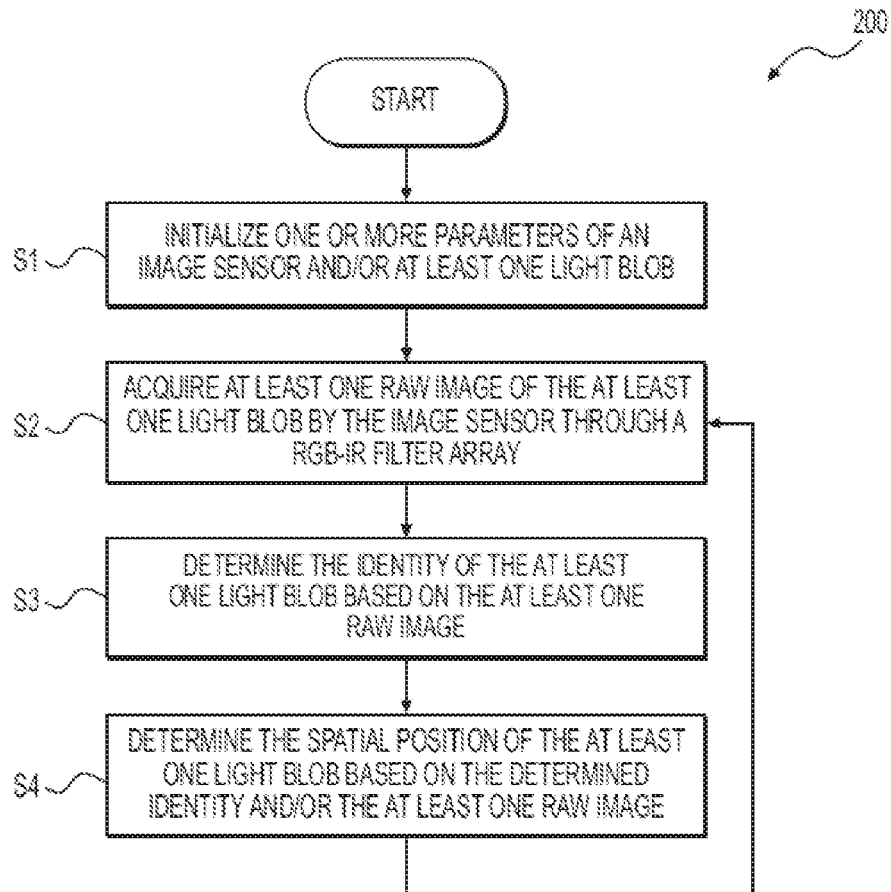 200
START
S1
INITIALIZE ONE OR MORE PARAMETERS OF AN
IMAGE SENSOR AND/OR AT LEAST ONE LIGHT BLOB
S2
ACQUIRE AT LEAST ONE RAW IMAGE OF THE AT LEAST
ONE LIGHT BLOB BY THE IMAGE SENSOR THROUGH A
RGB-IR FILTER ARRAY
S3
DETERMINE THE IDENTITY OF THE AT LEAST
ONE LIGHT BLOB BASED ON THE AT LEAST ONE
RAW IMAGE
S4
DETERMINE THE SPATIAL POSITION OF THE AT LEAST
ONE LIGHT BLOB BASED ON THE DETERMINED
IDENTITY AND/OR THE AT LEAST ONE RAW IMAGE